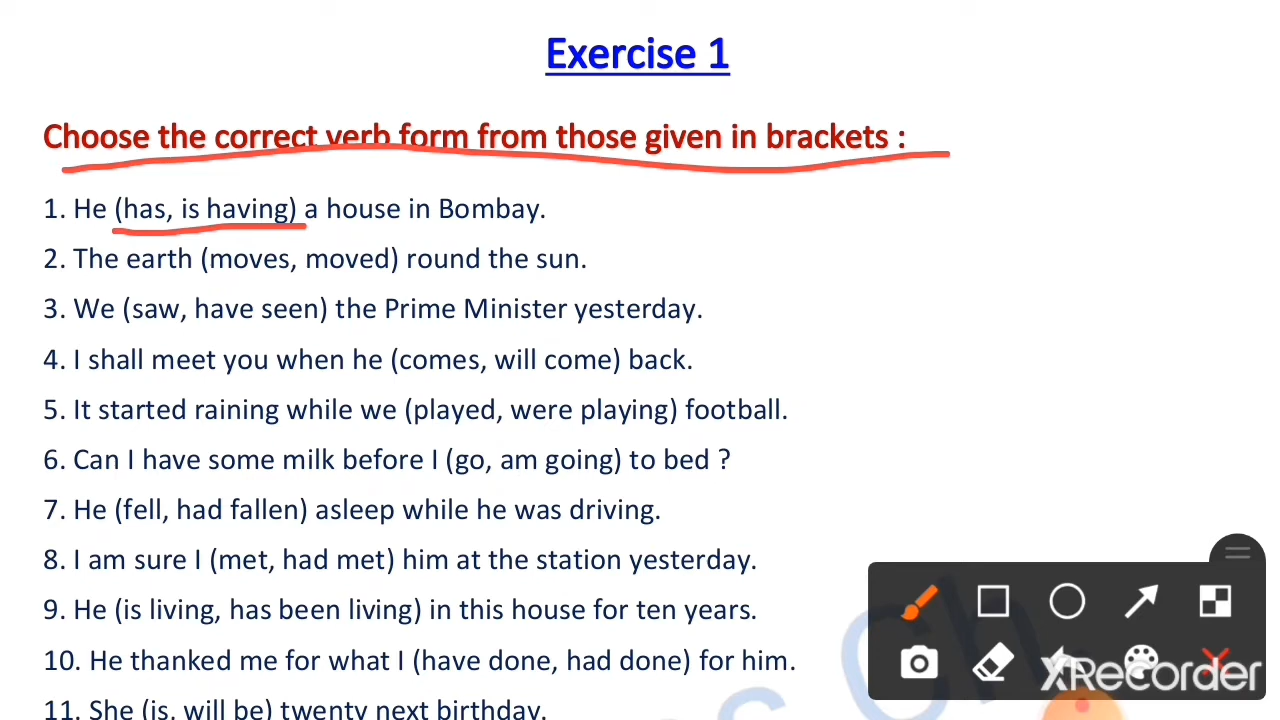 Exercise 1
Choose the correct verb form from those given in brackets :
1. He (has, is having) a house in Bombay.
2. The earth (moves, moved) round the sun.
3. We (saw, have seen) the Prime Minister yesterday.
4. I shall meet you when he (comes, will come) back.
5. It started raining while we (played, were playing) football.
6. Can I have some milk before I (go, am going) to bed ?
7. He (fell, had fallen) asleep while he was driving.
8. I am sure I (met, had met) him at the station yesterday.
9. He (is living, has been living) in this house for ten years.
10. He thanked me for what I (have done, had done) for him.
11. She (is, will be) twenty next birthday.
XRecorder